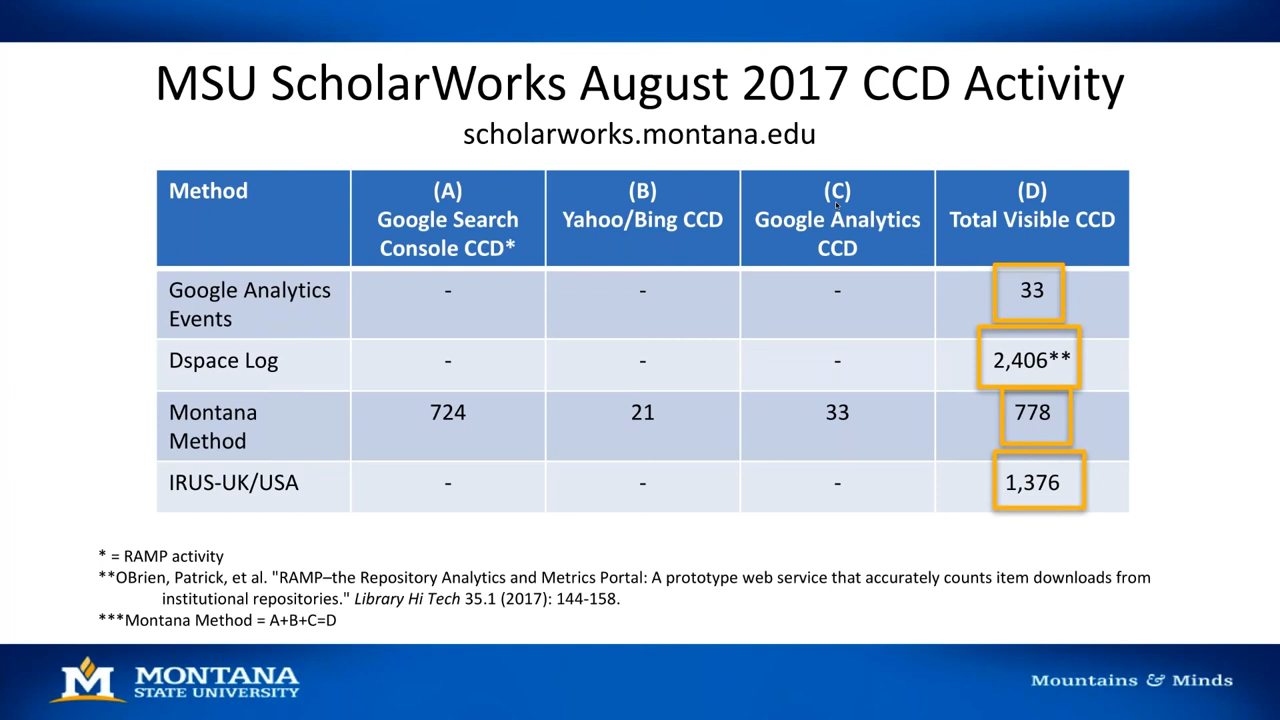 MSU ScholarWorks August 2017 CCD Activity
scholarworks.montana.edu
Method
(A)
Google Search
Console CCD*
(B)
Yahoo/Bing CCD
(C)
Google Analytics
CCD
(D)
Total Visible CCD
Google Analytics
Events
-
-
-
33
Dspace Log
-
-
-
2,406**
Montana
Method
724
21
33
778
IRUS-UK/USA
-
-
-
1,376
* = RAMP activity
**OBrien, Patrick, et al. "RAMP–the Repository Analytics and Metrics Portal: A prototype web service that accurately counts item downloads from
institutional repositories." Library Hi Tech 35.1 (2017): 144-158.
***Montana Method = A+B+C=D
M
MONTANA
STATE UNIVERSITY
Mountains & Minds